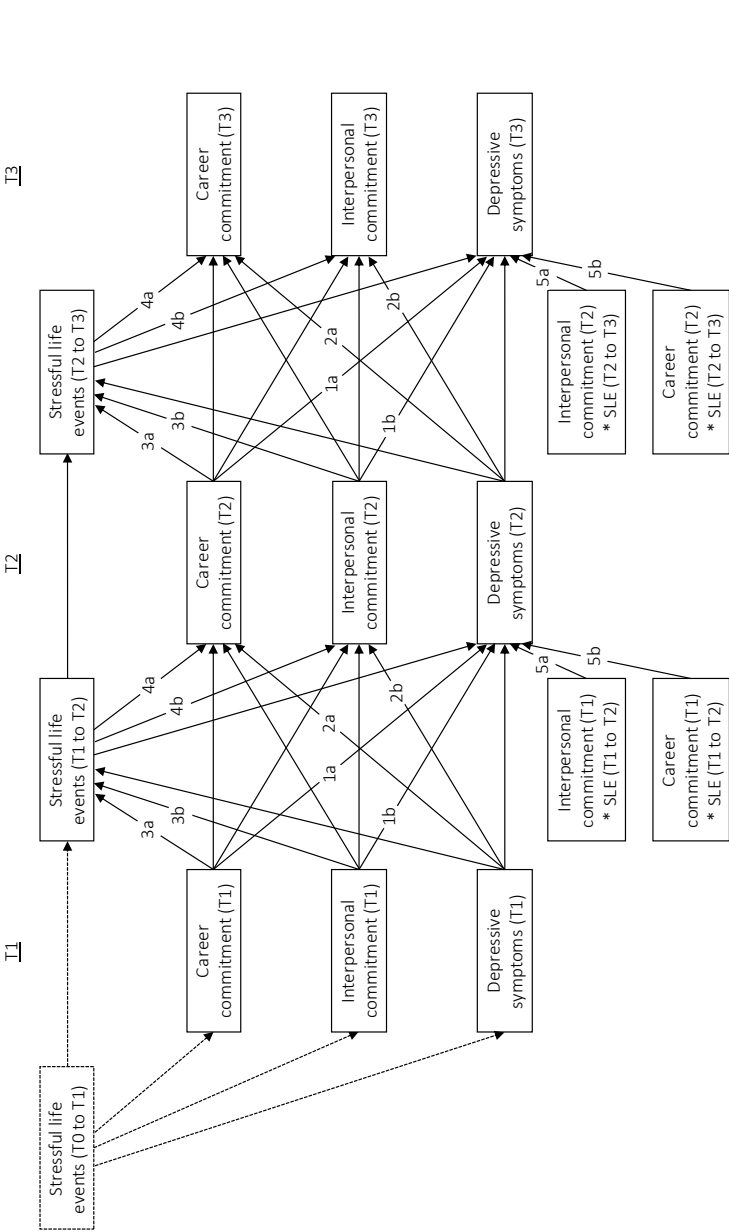 T1
T2
T3
Stressful life
events (T0 to T1)
Stressful life
events (T1 to T2)
Stressful life
events (T2 to T3)
3a
3b
4a
4b
3a
3b
4a
4b
Career
commitment (T1)
Career
commitment (T2)
Career
commitment (T3)
1a
2a
1a
2a
Interpersonal
commitment (T1)
Interpersonal
commitment (T2)
Interpersonal
commitment (T3)
1b
2b
1b
2b
Depressive
symptoms (T1)
Depressive
symptoms (T2)
Depressive
symptoms (T3)
5a
5b
5a
5b
Interpersonal
commitment (T1)
* SLE (T1 to T2)
Interpersonal
commitment (T2)
* SLE (T2 to T3)
Career
commitment (T1)
* SLE (T1 to T2)
Career
commitment (T2)
* SLE (T2 to T3)